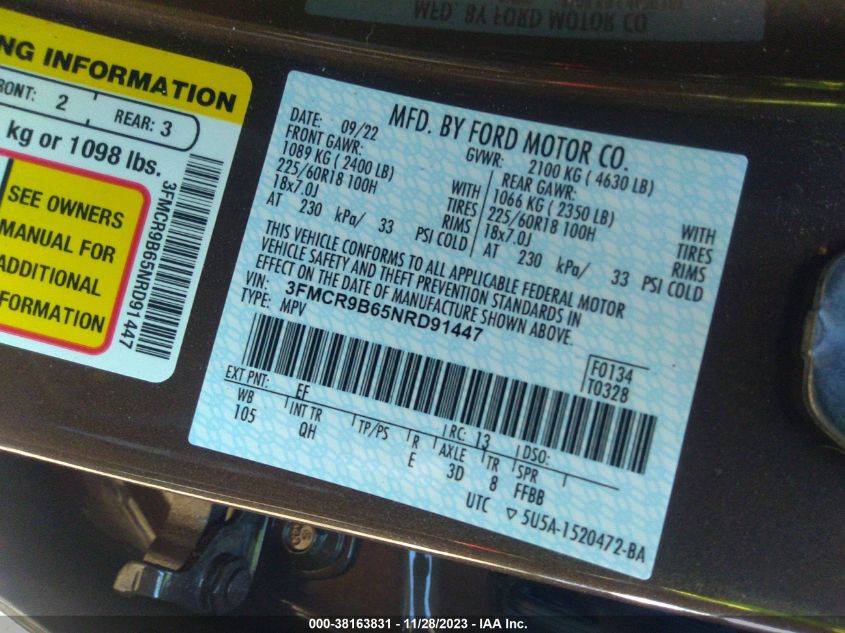 MFD. BY FORD MOTOR CO.
NG INFORMATION
RONT: 2 REAR: 3
kg or 1098 lbs.
SEE OWNERS
MANUAL FOR
ADDITIONAL
FORMATION
3FMCR9B65NRD91447
MFD. BY FORD MOTOR CO.
DATE: 09/22 GVWR: 2100 KG ( 4630 LB)
FRONT GAWR: REAR GAWR:
1089 KG ( 2400 LB) WITH 1066 KG ( 2350 LB) WITH
225/60R18 100H TIRES 225/60R18 100H TIRES
18x7.0J RIMS 18x7.0J RIMS
AT 230 kPa/ 33 PSI COLD AT 230 kPa/ 33 PSI COLD
THIS VEHICLE CONFORMS TO ALL APPLICABLE FEDERAL MOTOR
VEHICLE SAFETY AND THEFT PREVENTION STANDARDS IN
EFFECT ON THE DATE OF MANUFACTURE SHOWN ABOVE.
VIN: 3FMCR9B65NRD91447
TYPE: MPV
F0134
T0328
EXT PNT: EF RC: 13 DSO:
WB INT TR TP/PS R AXLE TR SPR
105 QH E 3D 8 FFBB
UTC ▽ 5U5A-1520472-BA
000-38163831 - 11/28/2023 - IAA Inc.